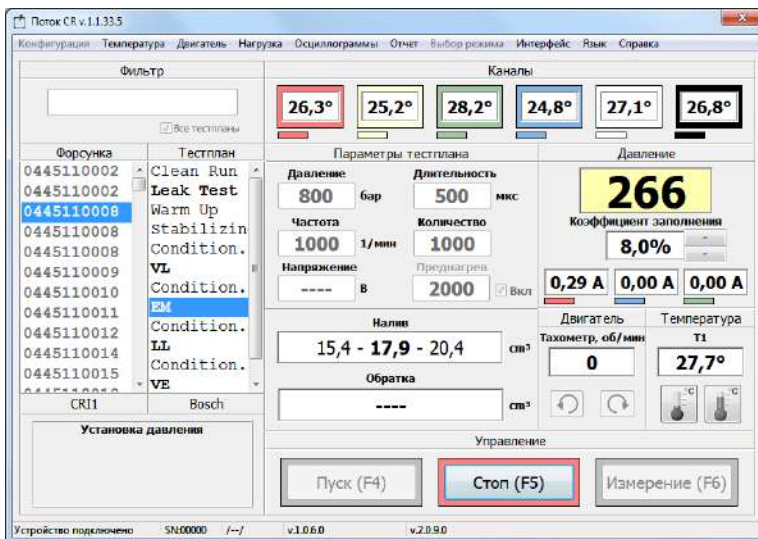 Поток CR v.1.1.33.5
Конфигурация Температура Двигатель Нагрузка Осциллограммы Отчет Выбор режима Интерфейс Язык Справка
Фильтр
Все тестпланы
Каналы
26,3° 25,2° 28,2° 24,8° 27,1° 26,8°
Форсунка Тестплан
0445110002 Clean Run
0445110002 Leak Test
0445110008 Warm Up
0445110008 Stabilizin
0445110008 Condition.
0445110009 VL
0445110010 Condition.
0445110011 EM
0445110012 Condition.
0445110014 LL
0445110015 Condition.
VE
CRI1 Bosch
Параметры тестплана
Давление Длительность
800 бар 500 мкс
Частота Количество
1000 1/мин 1000
Напряжение Преднагрев
---- В 2000 Вкл
Давление
266
Коэффициент заполнения
8,0%
0,29 A 0,00 A 0,00 A
Налив
15,4 - 17,9 - 20,4 cm³
Обратка
---- cm³
Двигатель Температура
Тахометр, об/мин T1
0 27,7°
°C °C
Установка давления
Управление
Пуск (F4) Стоп (F5) Измерение (F6)
Устройство подключено SN:00000 /--/ v.1.0.6.0 v.2.0.9.0